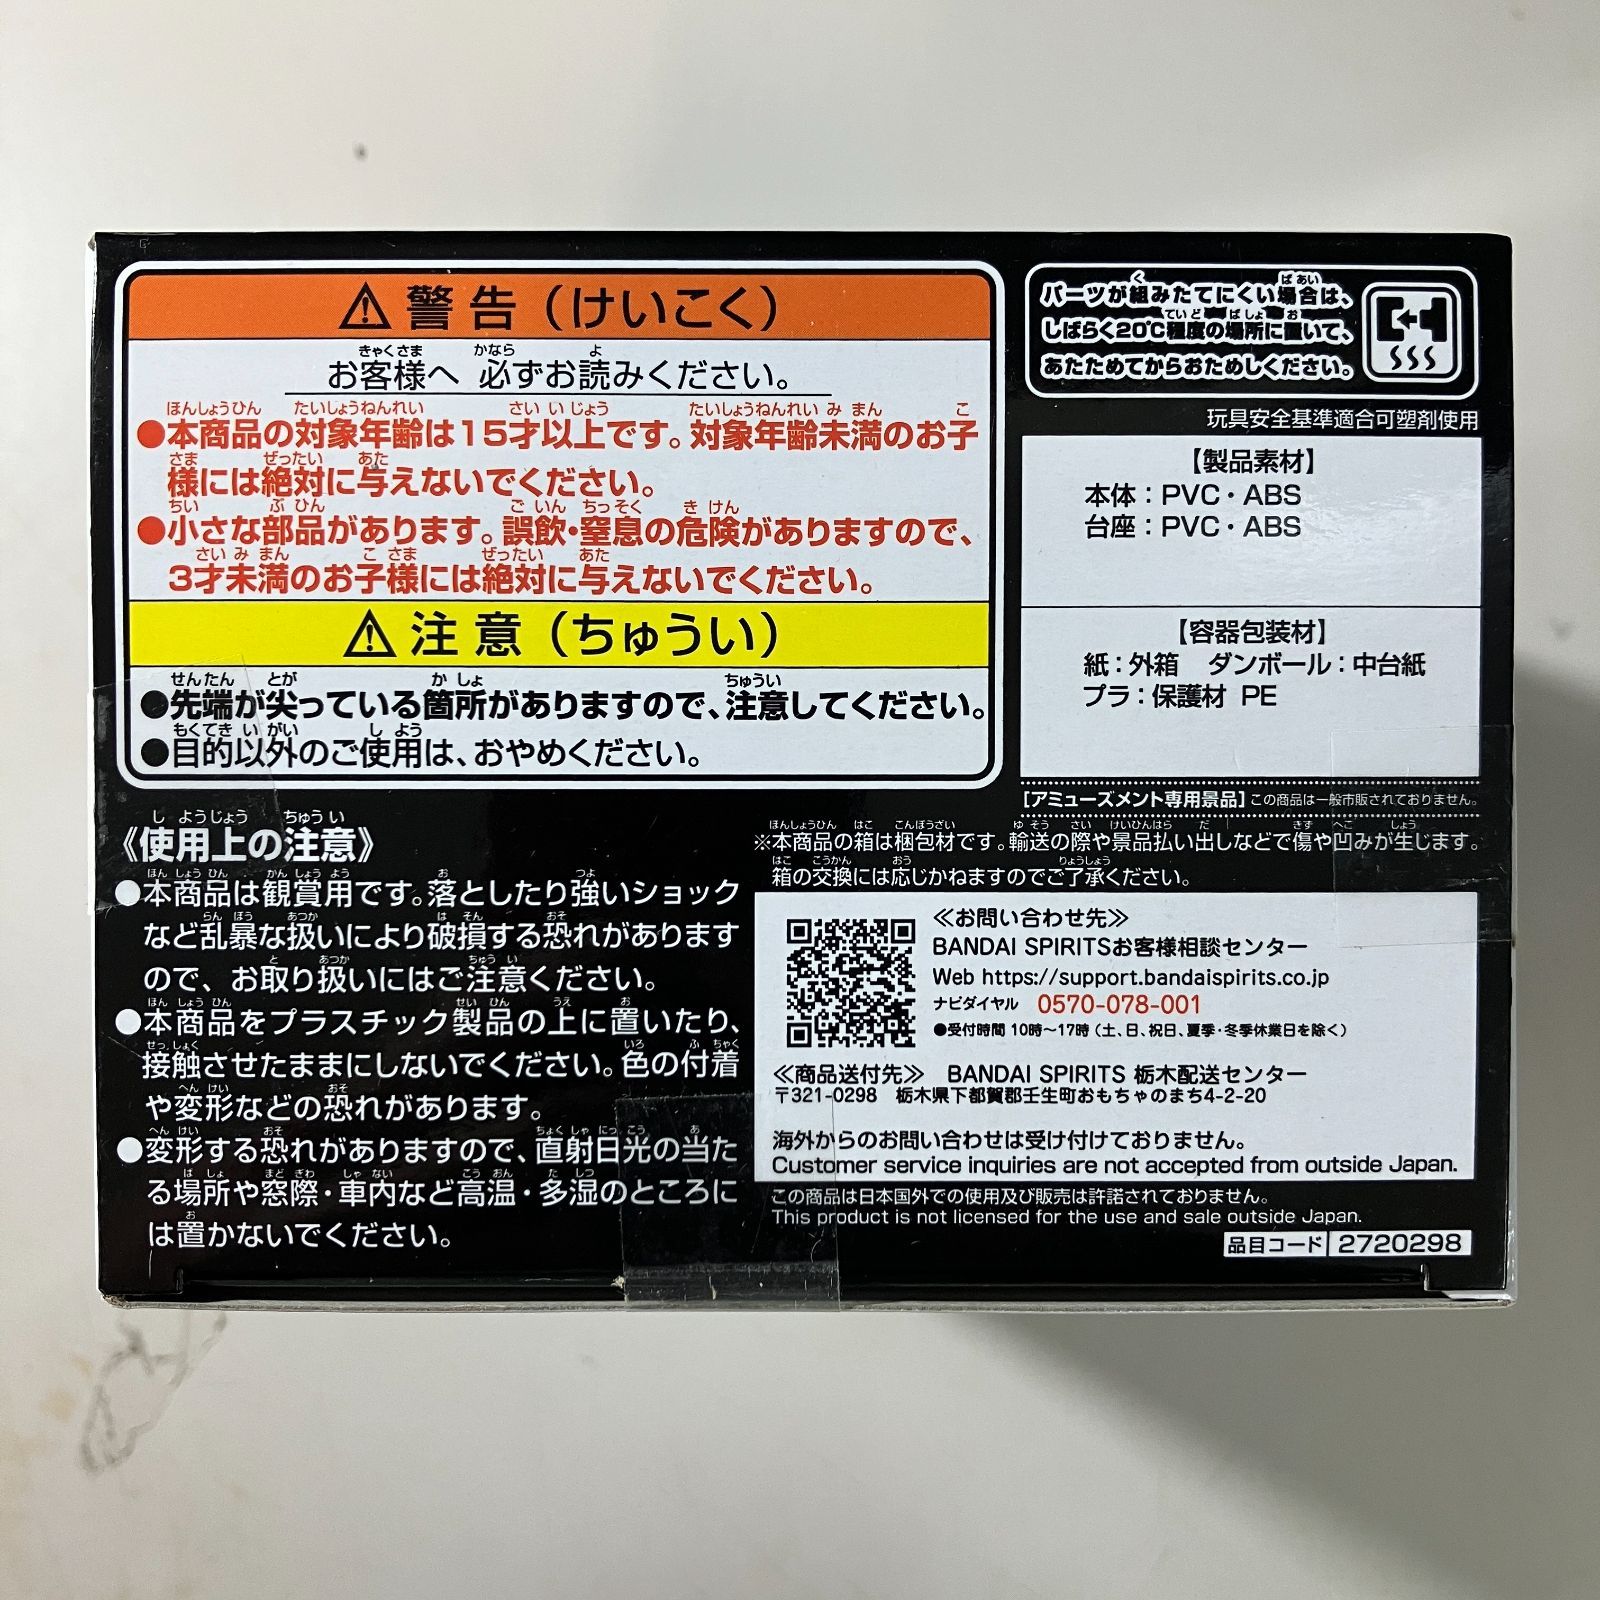 警告（けいこく）
お客様へ 必ずお読みください。
●本商品の対象年齢は15才以上です。対象年齢未満のお子
様には絶対に与えないでください。
●小さな部品があります。誤飲・窒息の危険がありますので、
3才未満のお子様には絶対に与えないでください。
注意（ちゅうい）
●先端が尖っている箇所がありますので、注意してください。
●目的以外のご使用は、おやめください。
《使用上の注意》
●本商品は観賞用です。落としたり強いショック
など乱暴な扱いにより破損する恐れがあります
ので、お取り扱いにはご注意ください。
●本商品をプラスチック製品の上に置いたり、
接触させたままにしないでください。色の付着
や変形などの恐れがあります。
●変形する恐れがありますので、直射日光の当た
る場所や窓際・車内など高温・多湿のところに
は置かないでください。
パーツが組みたてにくい場合は、
しばらく20℃程度の場所に置いて、
あたためてからおためしください。
玩具安全基準適合可塑剤使用
【製品素材】
本体：PVC・ABS
台座：PVC・ABS
【容器包装材】
紙：外箱 ダンボール：中台紙
プラ：保護材 PE
[アミューズメント専用景品] この商品は一般市販されておりません。
※本商品の箱は梱包材です。輸送の際や景品払い出しなどで傷や凹みが生じます。
箱の交換には応じかねますのでご了承ください。
≪お問い合わせ先≫
BANDAI SPIRITSお客様相談センター
Web https://support.bandaispirits.co.jp
ナビダイヤル 0570-078-001
●受付時間 10時～17時（土、日、祝日、夏季・冬季休業日を除く）
≪商品送付先≫ BANDAI SPIRITS 栃木配送センター
〒321-0298 栃木県下都賀郡壬生町おもちゃのまち4-2-20
海外からのお問い合わせは受け付けておりません。
Customer service inquiries are not accepted from outside Japan.
この商品は日本国外での使用及び販売は許諾されておりません。
This product is not licensed for the use and sale outside Japan.
品目コード 2720298